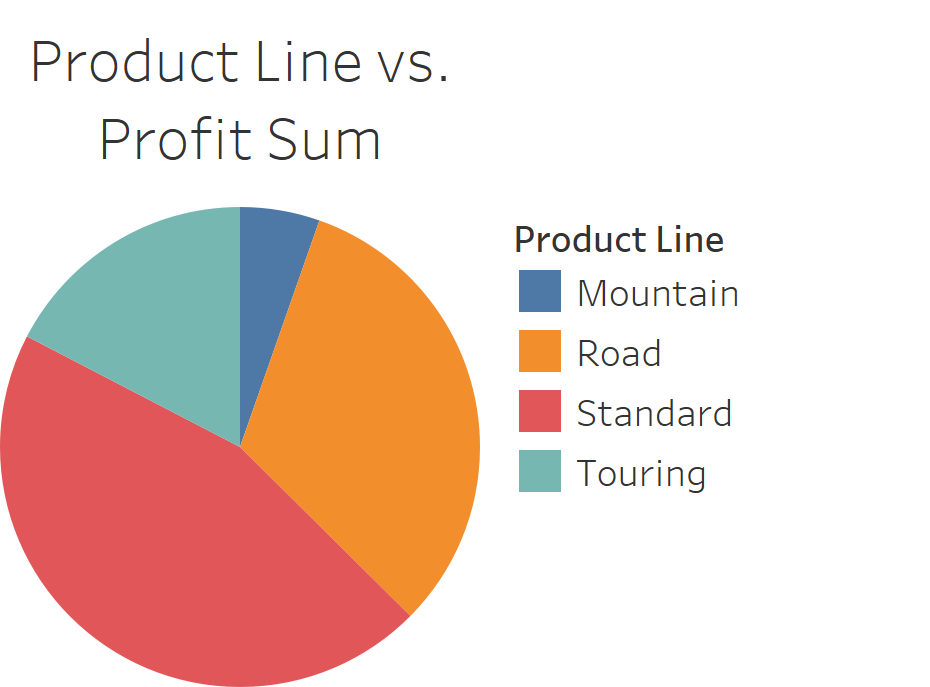 Product Line vs.
Profit Sum
Product Line
Mountain
Road
Standard
Touring